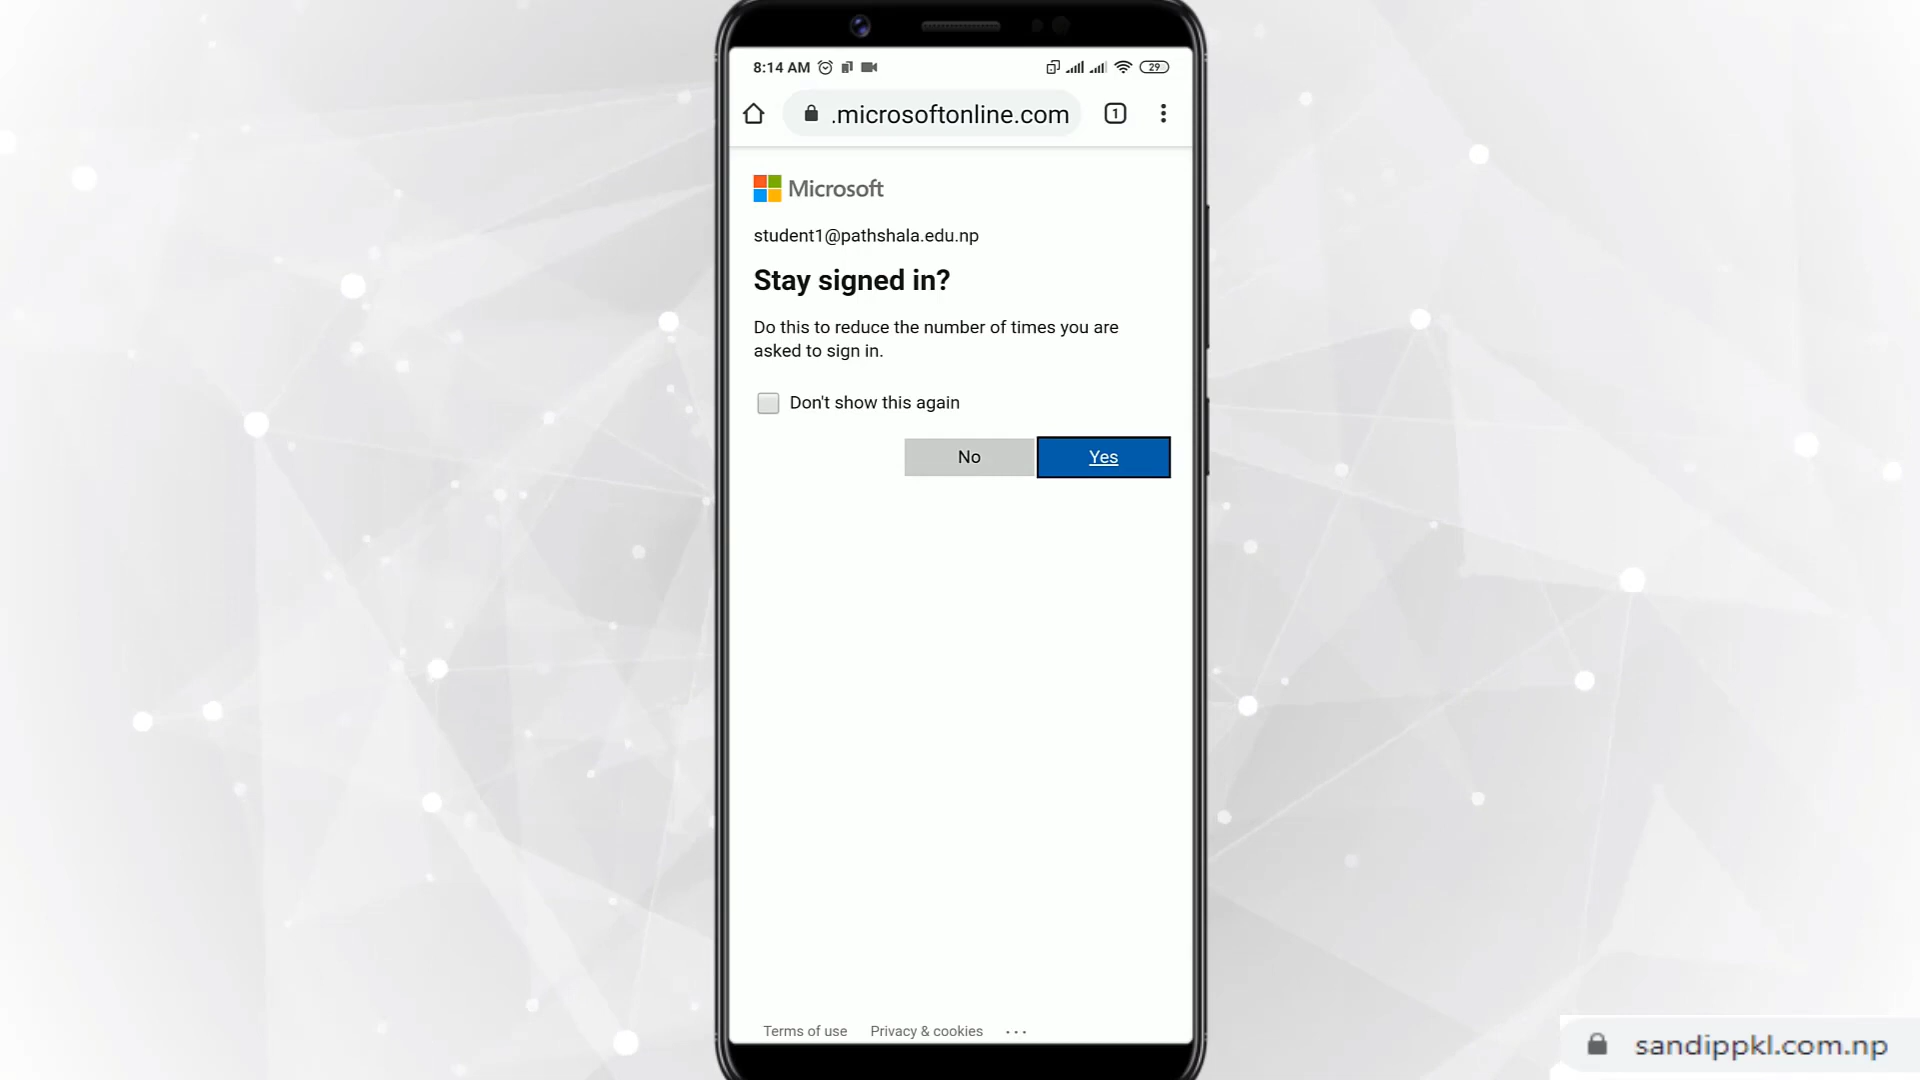 8:14 AM
29
.microsoftonline.com
1
Microsoft
student1@pathshala.edu.np
Stay signed in?
Do this to reduce the number of times you are
asked to sign in.
Don't show this again
No
Yes
Terms of use
Privacy & cookies
...
sandippkl.com.np